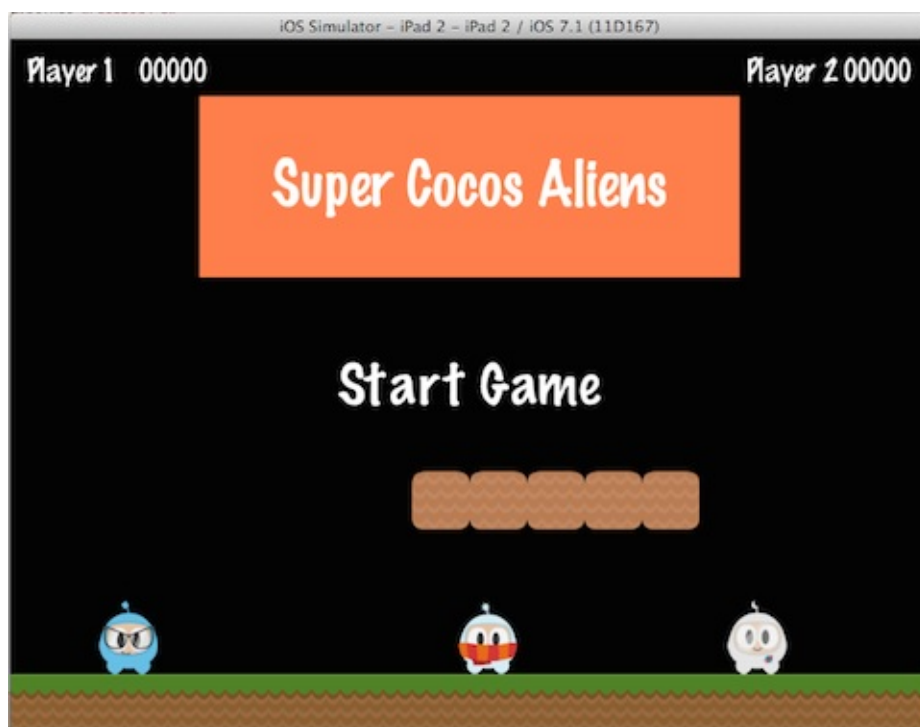 iOS Simulator – iPad 2 – iPad 2 / iOS 7.1 (11D167)
Player 1 00000 Player 2 00000
Super Cocos Aliens
Start Game